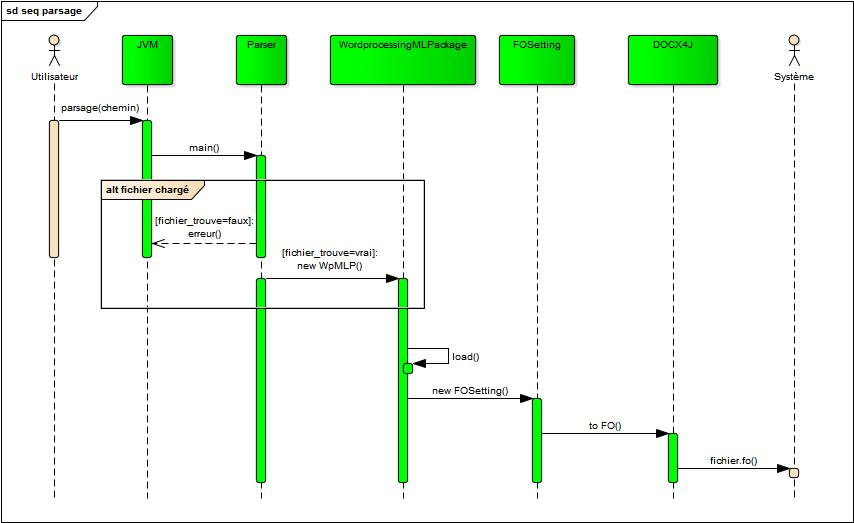 sd seq parsage
JVM
Parser
WordprocessingMLPackage
FOSetting
DOCX4J
Utilisateur
Système
parsage(chemin)
main()
alt fichier chargé
[fichier_trouve=faux]:
erreur()
[fichier_trouve=vrai]:
new WpMLP()
load()
new FOSetting()
to FO()
fichier.fo()